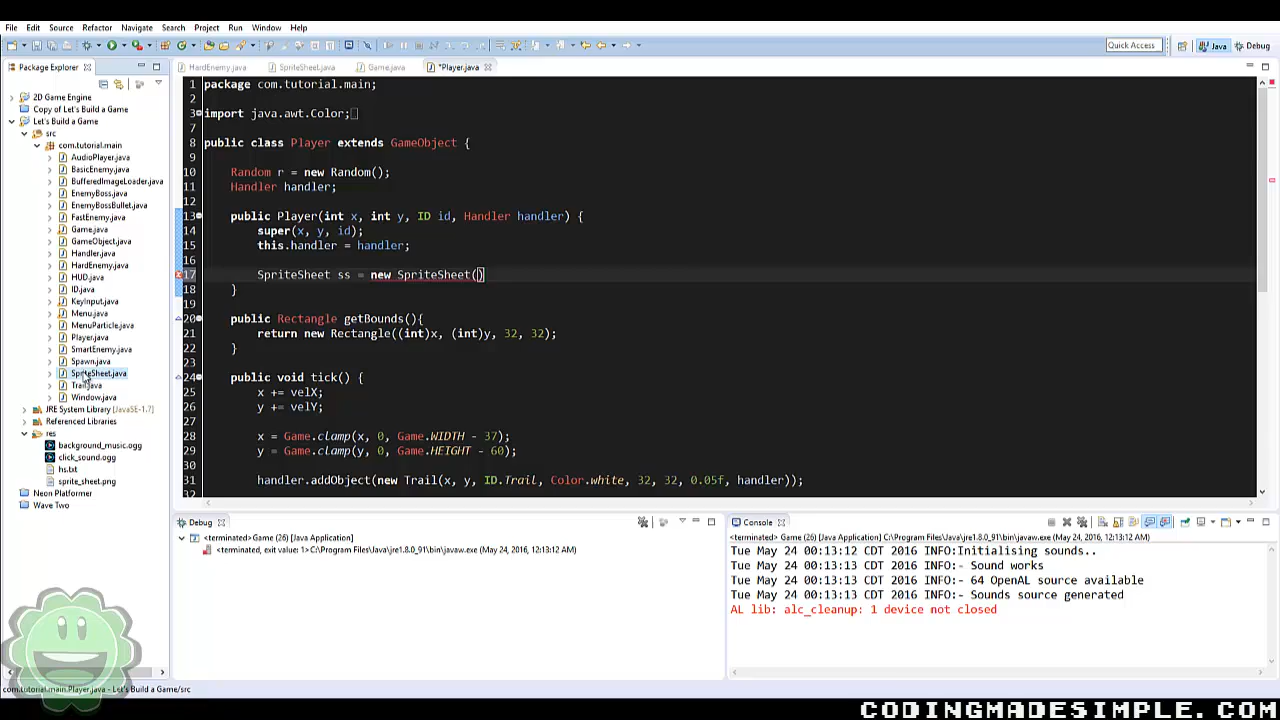 File Edit Source Refactor Navigate Search Project Run Window Help
Quick Access Java Debug
Package Explorer
2D Game Engine
Copy of Let's Build a Game
Let's Build a Game
src
com.tutorial.main
AudioPlayer.java
BasicEnemy.java
BufferedImageLoader.java
EnemyBoss.java
EnemyBossBullet.java
FastEnemy.java
Game.java
GameObject.java
Handler.java
HardEnemy.java
HUD.java
ID.java
KeyInput.java
Menu.java
MenuParticle.java
Player.java
SmartEnemy.java
Spawn.java
SpriteSheet.java
Trail.java
Window.java
JRE System Library [JavaSE-1.7]
Referenced Libraries
res
background_music.ogg
click_sound.ogg
hs.txt
sprite_sheet.png
Neon Platformer
Wave Two
HardEnemy.java SpriteSheet.java Game.java *Player.java
1 package com.tutorial.main;
2
3 import java.awt.Color;
7
8 public class Player extends GameObject {
9
10 Random r = new Random();
11 Handler handler;
12
13 public Player(int x, int y, ID id, Handler handler) {
14 super(x, y, id);
15 this.handler = handler;
16
17 SpriteSheet ss = new SpriteSheet()
18 }
19
20 public Rectangle getBounds(){
21 return new Rectangle((int)x, (int)y, 32, 32);
22 }
23
24 public void tick() {
25 x += velX;
26 y += velY;
27
28 x = Game.clamp(x, 0, Game.WIDTH - 37);
29 y = Game.clamp(y, 0, Game.HEIGHT - 60);
30
31 handler.addObject(new Trail(x, y, ID.Trail, Color.white, 32, 32, 0.05f, handler));
32
Debug
<terminated>Game (26) [Java Application]
<terminated, exit value: 1>C:\Program Files\Java\jre1.8.0_91\bin\javaw.exe (May 24, 2016, 12:13:12 AM)
Console
<terminated> Game (26) [Java Application] C:\Program Files\Java\jre1.8.0_91\bin\javaw.exe (May 24, 2016, 12:13:12 AM)
Tue May 24 00:13:12 CDT 2016 INFO:Initialising sounds..
Tue May 24 00:13:13 CDT 2016 INFO:- Sound works
Tue May 24 00:13:13 CDT 2016 INFO:- 64 OpenAL source available
Tue May 24 00:13:13 CDT 2016 INFO:- Sounds source generated
AL lib: alc_cleanup: 1 device not closed
com.tutorial.main.Player.java - Let's Build a Game/src
CODINGMADESIMPLE.COM